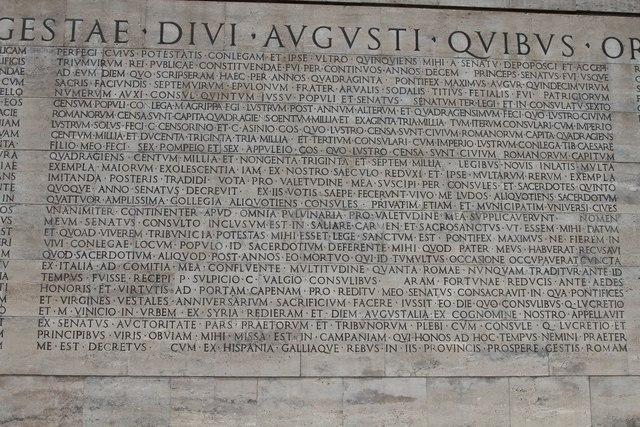 GESTAE · DIVI · AVGVSTI · QVIBVS · OR
LICAM PERFECI CVIVS · POTESTATIS · CONLEGAM · ET · IPSE · VLTRO · QVINQVIENS · MIHI · A · SENATV · DEPOPOSCI · ET · ACCEPI
TRIVMVIRVM · REI · PVBLICAE · CONSTITVENDAE · FVI · PER · CONTINVOS · ANNOS · DECEM · PRINCEPS · SENATVS · FVI · VSQVE
AD · EVM · DIEM · QVO · SCRIPSERAM · HAEC · PER · ANNOS · QVADRAGINTA · PONTIFEX · MAXIMVS · AVGVR · QVINDECIMVIRVM
SACRIS · FACIVNDIS · SEPTEMVIRVM · EPVLONVM · FRATER · ARVALIS · SODALIS · TITIVS · FETIALIS · FVI · PATRICIORVM
NVMERVM · AVXI · CONSVL · QVINTVM · IVSSV · POPVLI · ET · SENATVS · SENATVM · TER · LEGI · ET · IN · CONSVLATV · SEXTO
CENSVM · POPVLI · CONLEGA · M · AGRIPPA · EGI · LVSTRVM · POST · ANNVM · ALTERVM · ET · QVADRAGENSIMVM · FECI · QVO · LVSTRO · CIVIVM
ROMANORVM · CENSA · SVNT · CAPITA · QVADRAGIENS · CENTVM · MILLIA · ET · SEXAGINTA · TRIA · MILLIA · TVM · ITERVM · CONSVLARI · CVM · IMPERIO
LVSTRVM · SOLVS · FECI · C · CENSORINO · ET · C · ASINIO · COS · QVO · LVSTRO · CENSA · SVNT · CIVIVM · ROMANORVM · CAPITA · QVADRAGIENS
CENTVM · MILLIA · ET · DVCENTA · TRIGINTA · TRIA · MILLIA · ET · TERTIVM · CONSVLARI · CVM · IMPERIO · LVSTRVM · CONLEGA · TIB · CAESARE
FILIO · MEO · FECI · SEX · POMPEIO · ET · SEX · APPVLEIO · COS · QVO · LVSTRO · CENSA · SVNT · CIVIVM · ROMANORVM · CAPITVM
QVADRAGIENS · CENTVM · MILLIA · ET · NONGENTA · TRIGINTA · ET · SEPTEM · MILLIA · LEGIBVS · NOVIS · INLATIS · MVLTA
EXEMPLA · MAIORVM · EXOLESCENTIA · IAM · EX · NOSTRO · SAECVLO · REDVXI · ET · IPSE · MVLTARVM · RERVM · EXEMPLA
IMITANDA · POSTERIS · TRADIDI · VOTA · PRO · VALETVDINE · MEA · SVSCIPI · PER · CONSVLES · ET · SACERDOTES · QVINTO
QVOQVE · ANNO · SENATVS · DECREVIT · EX · IIS · VOTIS · SAEPE · FECERVNT · VIVO · ME · LVDOS · ALIQVOTIENS · SACERDOTVM
QVATTVOR · AMPLISSIMA · COLLEGIA · ALIQVOTIENS · CONSVLES · PRIVATIM · ETIAM · ET · MVNICIPATIM · VNIVERSI · CIVES
VNANIMITER · CONTINENTER · APVD · OMNIA · PVLVINARIA · PRO · VALETVDINE · MEA · SVPPLICAVERVNT · NOMEN
MEVM · SENATVS · CONSVLTO · INCLVSVM · EST · IN · SALIARE · CARMEN · ET · SACROSANCTVS · VT · ESSEM · MIHI · DATVM
ET · QVOAD · VIVEREM · TRIBVNICIA · POTESTAS · MIHI · ESSET · LEGE · SANCTVM · EST · PONTIFEX · MAXIMVS · NE · FIEREM · IN
VIVI · CONLEGAE · LOCVM · POPVLO · ID · SACERDOTIVM · DEFERENTE · MIHI · QVOD · PATER · MEVS · HABVERAT · RECVSAVI
QVOD · SACERDOTIVM · ALIQVOD · POST · ANNOS · EO · MORTVO · QVI · ID · TVMVLTVS · OCCASIONE · OCCVPAVERAT · CVNCTA
EX · ITALIA · AD · COMITIA · MEA · CONFLVENTE · MVLTITVDINE · QVANTA · ROMAE · NVNQVAM · TRADITVR · ANTE · ID
TEMPVS · FVISSE · RECEPI · P · SVLPICIO · C · VALGIO · CONSVLIBVS · ARAM · FORTVNAE · REDVCIS · ANTE · AEDES
HONORIS · ET · VIRTVTIS · AD · PORTAM · CAPENAM · PRO · REDITV · MEO · SENATVS · CONSACRAVIT · IN · QVA · PONTIFICES
ET · VIRGINES · VESTALES · ANNIVERSARIVM · SACRIFICIVM · FACERE · IVSSIT · EO · DIE · QVO · CONSVLIBVS · Q · LVCRETIO
ET · M · VINICIO · IN · VRBEM · EX · SYRIA · REDIERAM · ET · DIEM · AVGVSTALIA · EX · COGNOMINE · NOSTRO · APPELLAVIT
EX · SENATVS · AVCTORITATE · PARS · PRAETORVM · ET · TRIBVNORVM · PLEBI · CVM · CONSVLE · Q · LVCRETIO · ET
PRINCIPIBVS · VIRIS · OBVIAM · MIHI · MISSA · EST · IN · CAMPANIAM · QVI · HONOS · AD · HOC · TEMPVS · NEMINI · PRAETER
ME · EST · DECRETVS · CVM · EX · HISPANIA · GALLIAQVE · REBVS · IN · IIS · PROVINCIS · PROSPERE · GESTIS · ROMAM